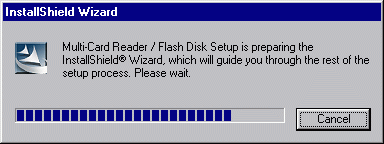 InstallShield Wizard
Multi-Card Reader / Flash Disk Setup is preparing the
InstallShield® Wizard, which will guide you through the rest of the
setup process. Please wait.
Cancel